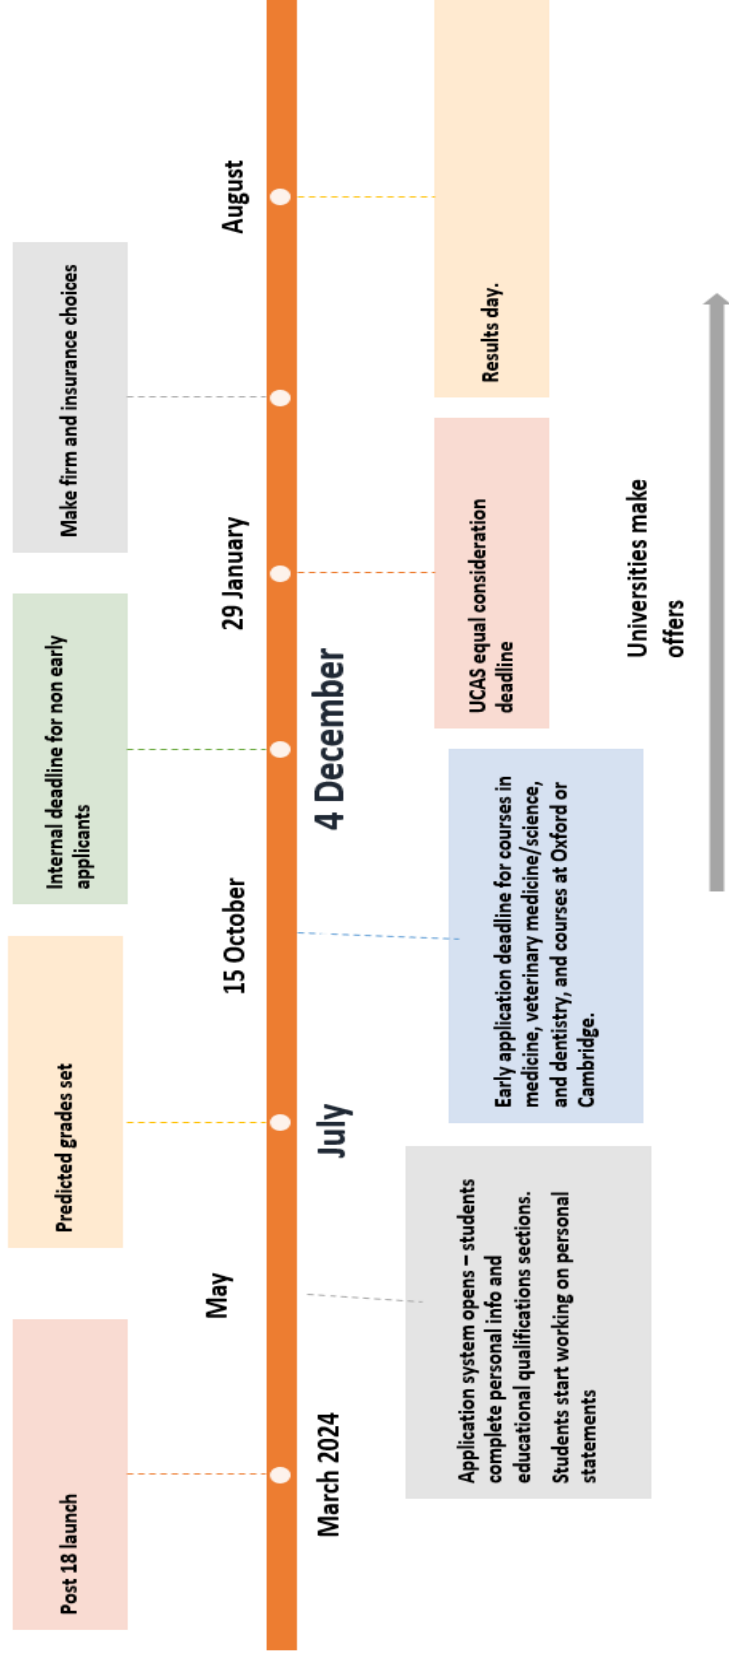 Post 18 launch
March 2024
May
Application system opens – students
complete personal info and
educational qualifications sections.
Students start working on personal
statements
Predicted grades set
July
15 October
Early application deadline for courses in
medicine, veterinary medicine/science,
and dentistry, and courses at Oxford or
Cambridge.
Internal deadline for non early
applicants
4 December
29 January
UCAS equal consideration
deadline
Universities make
offers
Make firm and insurance choices
August
Results day.